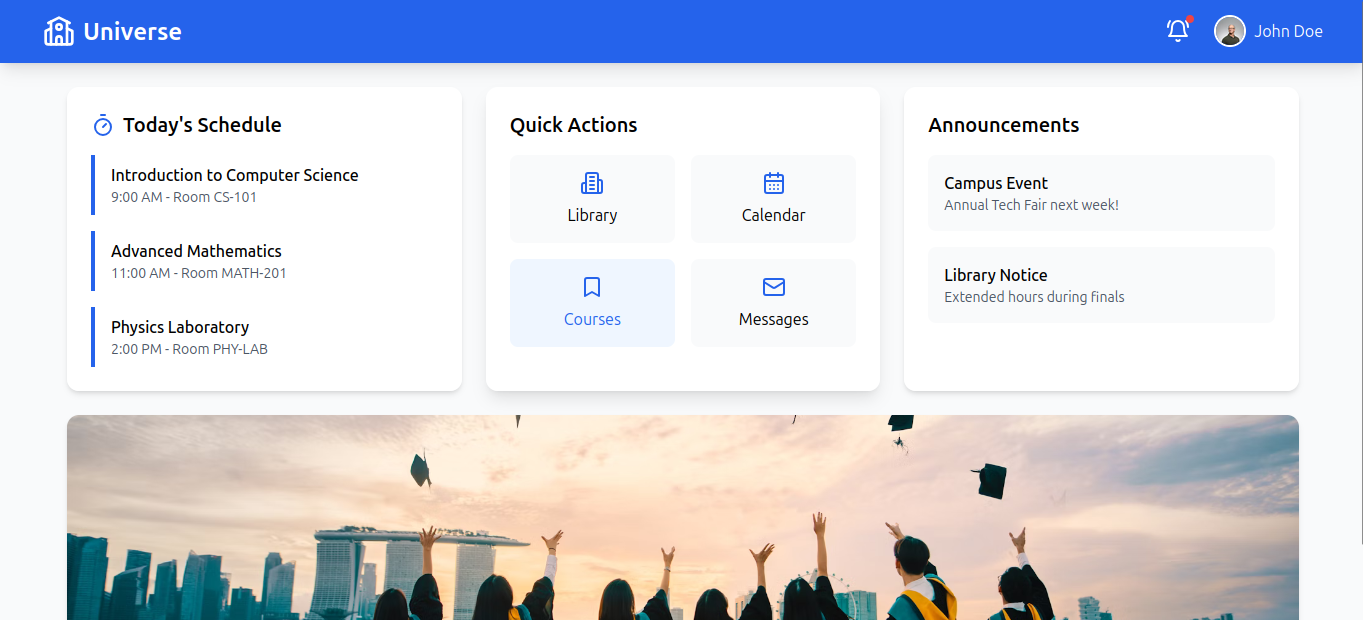 Universe
John Doe
Today's Schedule
Introduction to Computer Science
9:00 AM - Room CS-101
Advanced Mathematics
11:00 AM - Room MATH-201
Physics Laboratory
2:00 PM - Room PHY-LAB
Quick Actions
Library
Calendar
Courses
Messages
Announcements
Campus Event
Annual Tech Fair next week!
Library Notice
Extended hours during finals